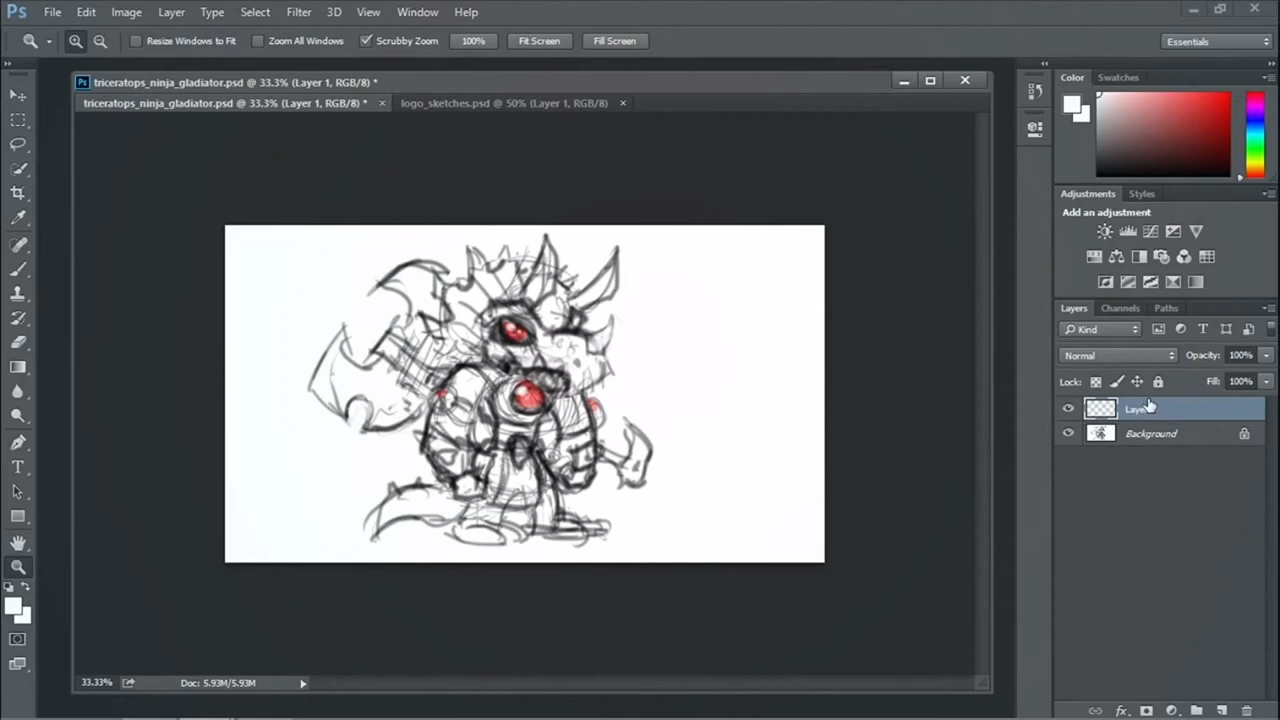 Ps File Edit Image Layer Type Select Filter 3D View Window Help
Resize Windows to Fit Zoom All Windows Scrubby Zoom 100% Fit Screen Fill Screen Essentials
Ps triceratops_ninja_gladiator.psd @ 33.3% (Layer 1, RGB/8) *
triceratops_ninja_gladiator.psd @ 33.3% (Layer 1, RGB/8) * logo_sketches.psd @ 50% (Layer 1, RGB/8)
Color Swatches
Adjustments Styles
Add an adjustment
Layers Channels Paths
Kind
Normal Opacity: 100%
Lock: Fill: 100%
Background
33.33% Doc: 5.93M/5.93M
fx